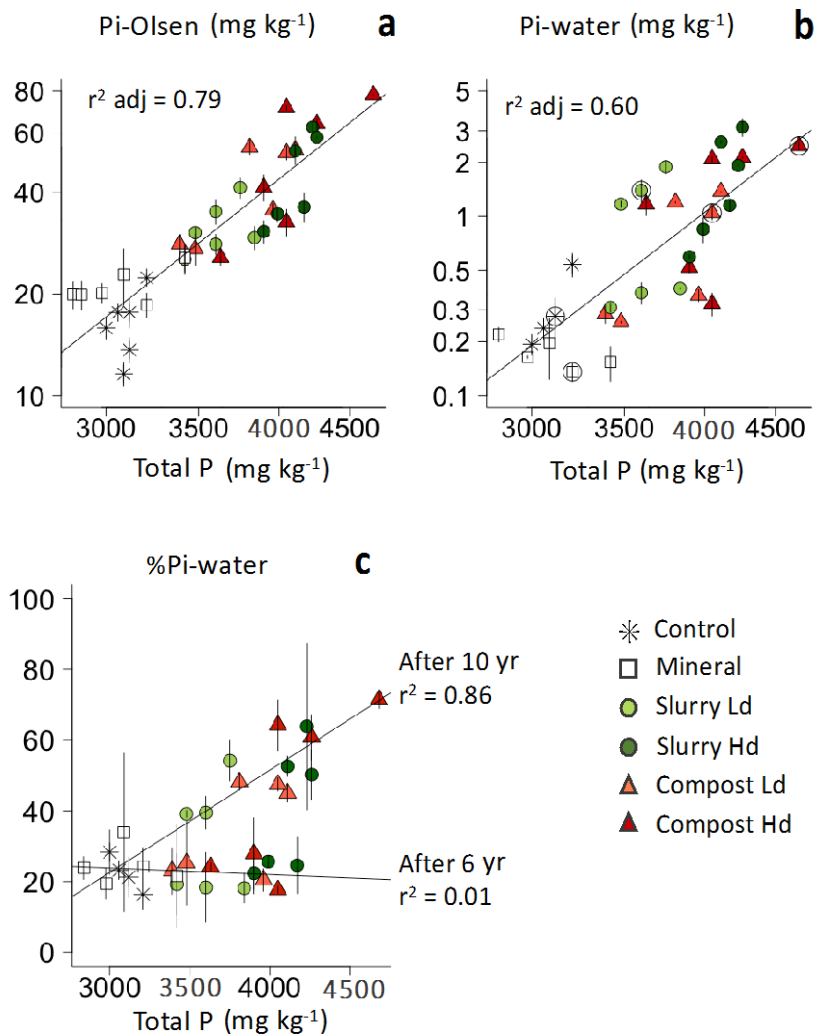 Pi-Olsen (mg kg⁻¹) a
r² adj = 0.79
80
60
40
20
10
3000 3500 4000 4500
Total P (mg kg⁻¹)
Pi-water (mg kg⁻¹) b
r² adj = 0.60
5
3
2
1
0.5
0.3
0.2
0.1
3000 3500 4000 4500
Total P (mg kg⁻¹)
%Pi-water c
100
80
60
40
20
0
3000 3500 4000 4500
Total P (mg kg⁻¹)
After 10 yr
r² = 0.86
After 6 yr
r² = 0.01
Control
Mineral
Slurry Ld
Slurry Hd
Compost Ld
Compost Hd